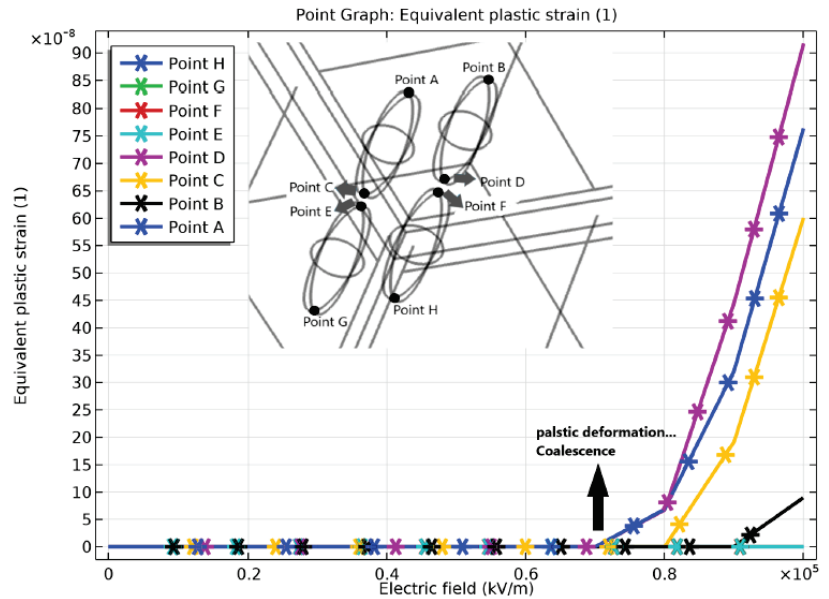 Point Graph: Equivalent plastic strain (1)
×10⁻⁸
90
85
80
75
70
65
60
55
50
45
40
35
30
25
20
15
10
5
0
Equivalent plastic strain (1)
Point H
Point G
Point F
Point E
Point D
Point C
Point B
Point A
Point A
Point B
Point C
Point D
Point E
Point F
Point G
Point H
palstic deformation...
Coalescence
0
0.2
0.4
0.6
0.8
1
×10⁵
Electric field (kV/m)